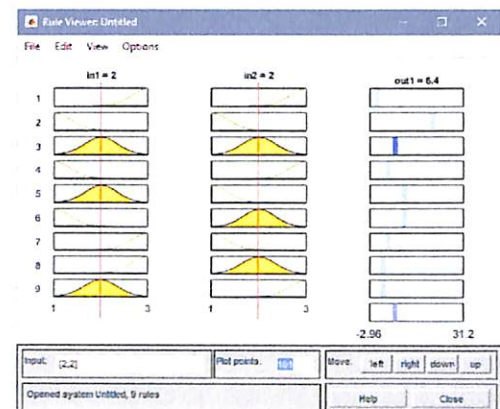 Rule Viewer: Untitled
File Edit View Options
in1 = 2 in2 = 2 out1 = 6.4
1
2
3
4
5
6
7
8
9
1 3 1 3
-2.96 31.2
Input: [2,2] Plot points: 101 Move: left right down up
Opened system Untitled, 9 rules Help Close